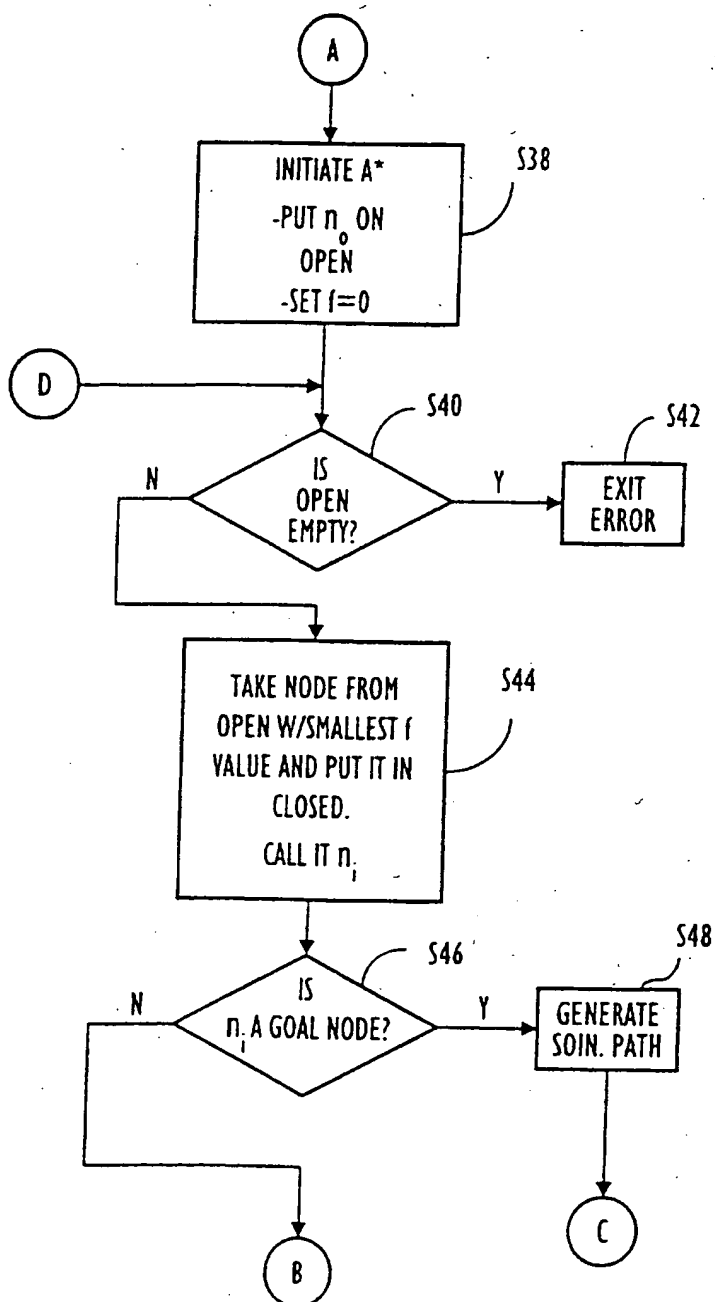 A
INITIATE A*
-PUT n₀ ON
OPEN
-SET f=0
S38
D
S40
IS
OPEN
EMPTY?
N
Y
S42
EXIT
ERROR
TAKE NODE FROM
OPEN W/SMALLEST f
VALUE AND PUT IT IN
CLOSED.
CALL IT nᵢ
S44
S46
IS
nᵢ A GOAL NODE?
N
Y
S48
GENERATE
SOIN. PATH
B
C